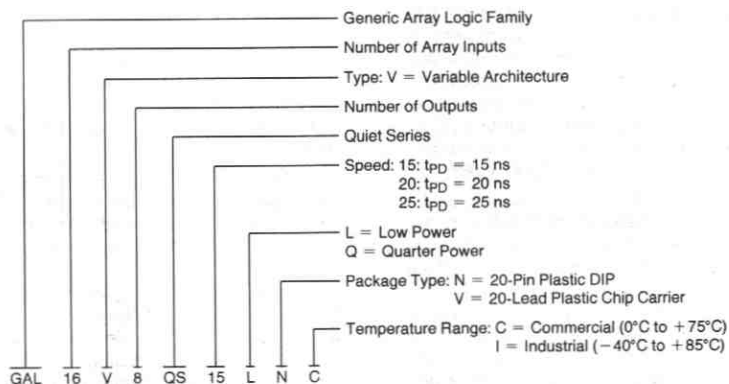 Generic Array Logic Family
Number of Array Inputs
Type: V = Variable Architecture
Number of Outputs
Quiet Series
Speed: 15: tPD = 15 ns
20: tPD = 20 ns
25: tPD = 25 ns
L = Low Power
Q = Quarter Power
Package Type: N = 20-Pin Plastic DIP
V = 20-Lead Plastic Chip Carrier
Temperature Range: C = Commercial (0°C to +75°C)
I = Industrial (−40°C to +85°C)
GAL 16 V 8 QS 15 L N C